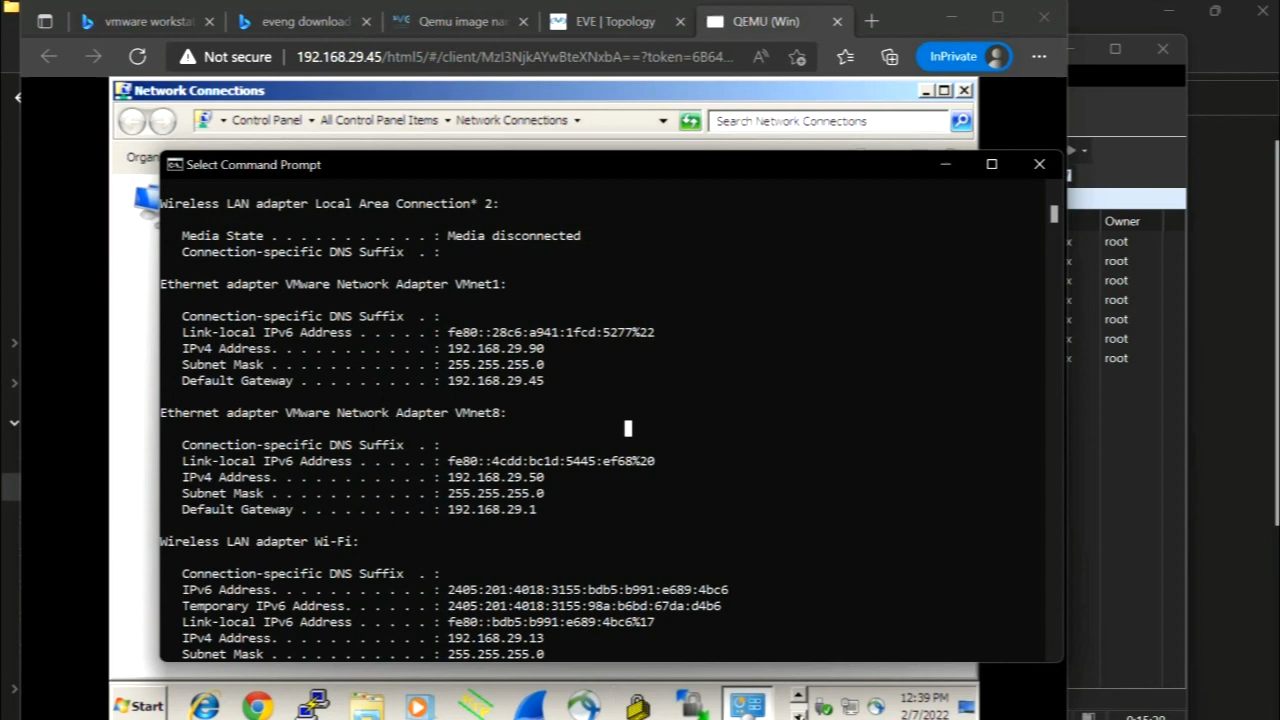 vmware workstat
eveng download
Qemu image nar
EVE | Topology
QEMU (Win)
Not secure
192.168.29.45/html5/#/client/MzI3NjkAYwBteXNxbA==?token=6B64...
InPrivate
Network Connections
Control Panel
All Control Panel Items
Network Connections
Search Network Connections
Organ
Select Command Prompt
Wireless LAN adapter Local Area Connection* 2:
Media State . . . . . . . . . . . : Media disconnected
Connection-specific DNS Suffix . :
Ethernet adapter VMware Network Adapter VMnet1:
Connection-specific DNS Suffix . :
Link-local IPv6 Address . . . . . : fe80::28c6:a941:1fcd:5277%22
IPv4 Address. . . . . . . . . . . : 192.168.29.90
Subnet Mask . . . . . . . . . . . : 255.255.255.0
Default Gateway . . . . . . . . . : 192.168.29.45
Ethernet adapter VMware Network Adapter VMnet8:
Connection-specific DNS Suffix . :
Link-local IPv6 Address . . . . . : fe80::4cdd:bc1d:5445:ef68%20
IPv4 Address. . . . . . . . . . . : 192.168.29.50
Subnet Mask . . . . . . . . . . . : 255.255.255.0
Default Gateway . . . . . . . . . : 192.168.29.1
Wireless LAN adapter Wi-Fi:
Connection-specific DNS Suffix . :
IPv6 Address. . . . . . . . . . . : 2405:201:4018:3155:bdb5:b991:e689:4bc6
Temporary IPv6 Address. . . . . . : 2405:201:4018:3155:98a:b6bd:67da:d4b6
Link-local IPv6 Address . . . . . : fe80::bdb5:b991:e689:4bc6%17
IPv4 Address. . . . . . . . . . . : 192.168.29.13
Subnet Mask . . . . . . . . . . . : 255.255.255.0
Owner
x root
x root
x root
x root
x root
x root
x root
Start
12:39 PM
2/7/2022